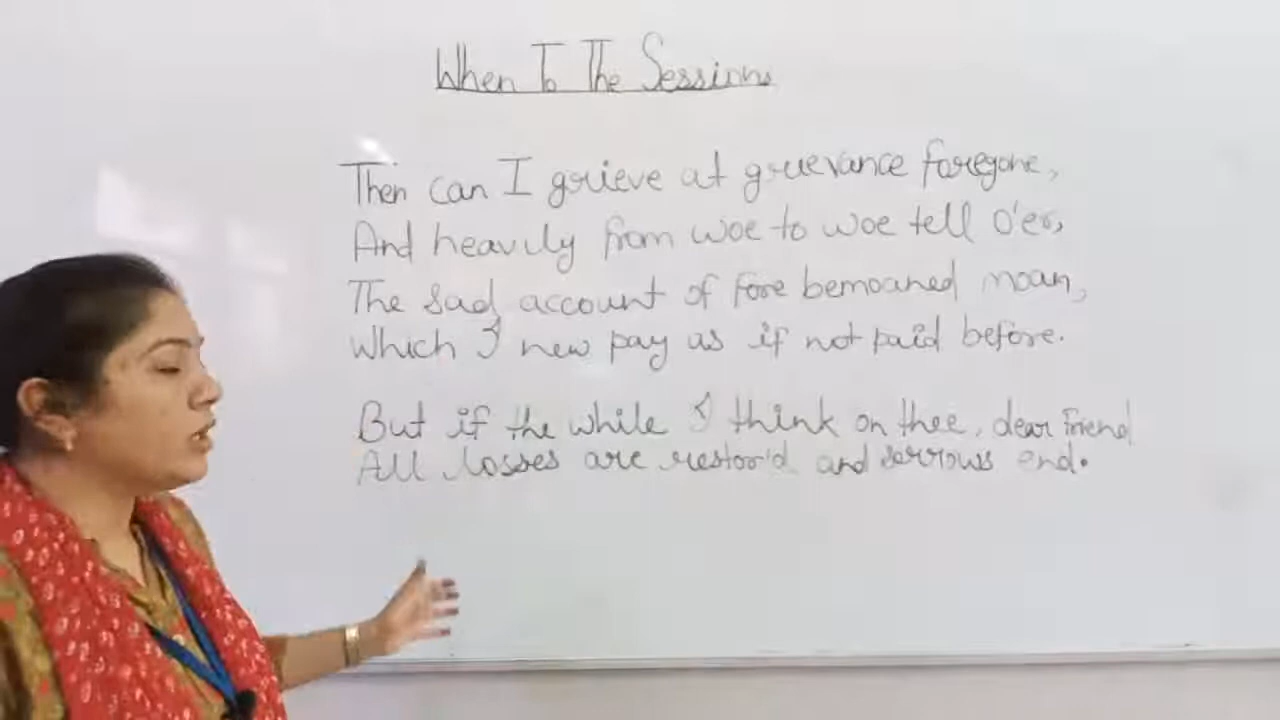 When To The Sessions
Then can I grieve at grievance foregone,
And heavily from woe to woe tell o'er,
The sad account of fore bemoaned moan,
Which I new pay as if not paid before.
But if the while I think on thee, dear friend
All losses are restor'd and sorrows end.